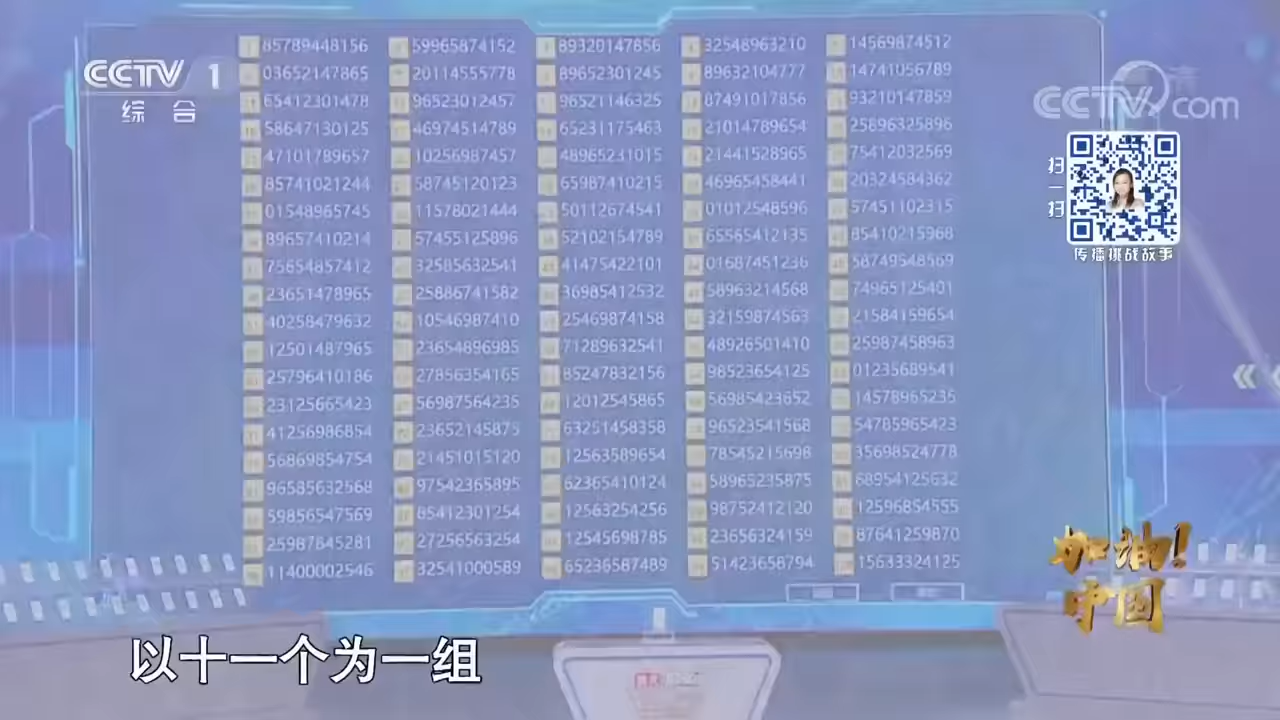 CCTV 1
综合
CCTV.com
扫一扫
传播挑战故事
85789448156 59965874152 89320147856 32548963210 14569874512
03652147865 20114555778 89652301245 89632104777 14741056789
65412301478 96523012457 96521146325 87491017856 93210147859
58647130125 46974514789 65231175463 21014789654 25896325896
47101789657 10256987457 48965231015 21441528965 75412032569
85741021244 58745120123 65987410215 46965458441 20324584362
01548965745 11578021444 50112674541 01012548596 57451102315
89657410214 57455125896 52102154789 65565412135 85410215968
75654857412 32585632541 41475422101 01687451236 58749548569
23651478965 25886741582 36985412532 58963214568 74965125401
40258479632 10546987410 25469874158 32159874563 21584159654
12501487965 23654896985 71289632541 48926501410 25987458963
25796410186 27856354165 85247832156 98523654125 01235689541
23125665423 56987564235 12012545865 56985423652 14578965235
41256986854 23652145875 63251458358 96523541568 54785965423
56869854754 21451015120 12563589654 78545215698 35698524778
96585632568 97542365895 62365410124 58965235875 68954125632
59856547569 65412301254 12563254256 98752412120 12596854555
25987845281 27256563254 12545698785 23656324159 87641259870
11400002546 32541000589 65236587489 51423658794 15633324125
加油！
中国
以十一个为一组